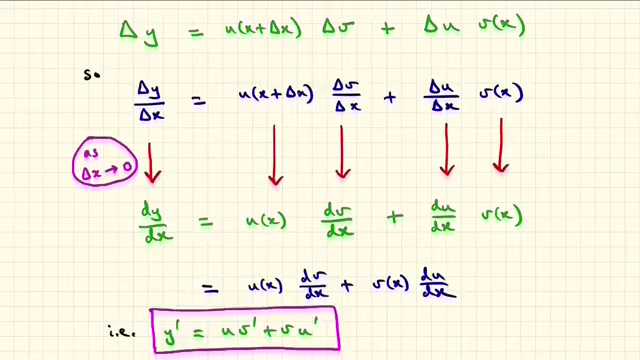 Δy = u(x+Δx) Δv + Δu v(x)
so
Δy/Δx = u(x+Δx) Δv/Δx + Δu/Δx v(x)
as Δx → 0
dy/dx = u(x) dv/dx + du/dx v(x)
= u(x) dv/dx + v(x) du/dx
i.e. y' = uv' + vu'